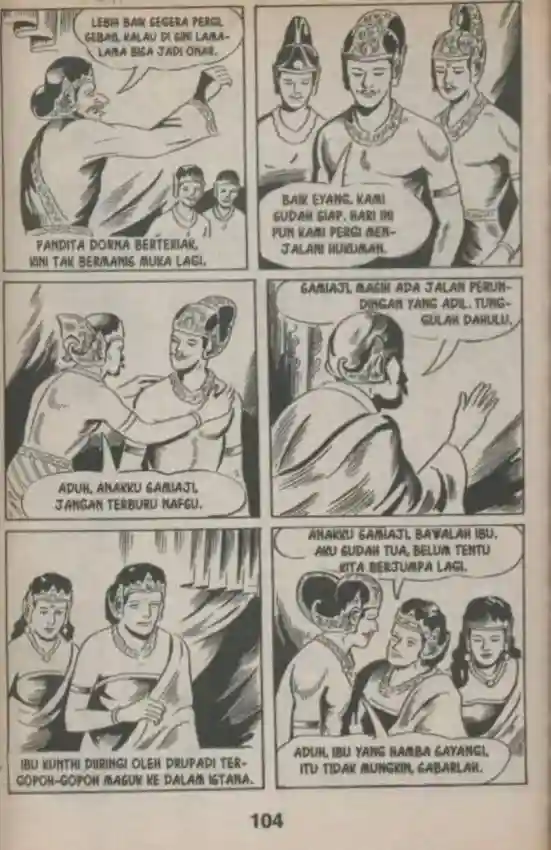 LEBIH BAIK SEGERA PERGI,
SEBAB, KALAU DI SINI LAMA-
LAMA BISA JADI ONAR.
PANDITA DORNA BERTERIAK,
KINI TAK BERMANIS MUKA LAGI.
BAIK EYANG, KAMI
SUDAH SIAP. HARI INI
PUN KAMI PERGI MEN-
JALANI HUKUMAN.
ADUH, ANAKKU SAMIAJI,
JANGAN TERBURU NAFSU.
SAMIAJI, MASIH ADA JALAN PERUN-
DINGAN YANG ADIL. TUNG-
GULAH DAHULU.
IBU KUNTHI DIIRINGI OLEH DRUPADI TER-
GOPOH-GOPOH MASUK KE DALAM ISTANA.
ANAKKU SAMIAJI, BAWALAH IBU.
AKU SUDAH TUA, BELUM TENTU
KITA BERJUMPA LAGI.
ADUH, IBU YANG HAMBA SAYANGI,
ITU TIDAK MUNGKIN, SABARLAH.
104